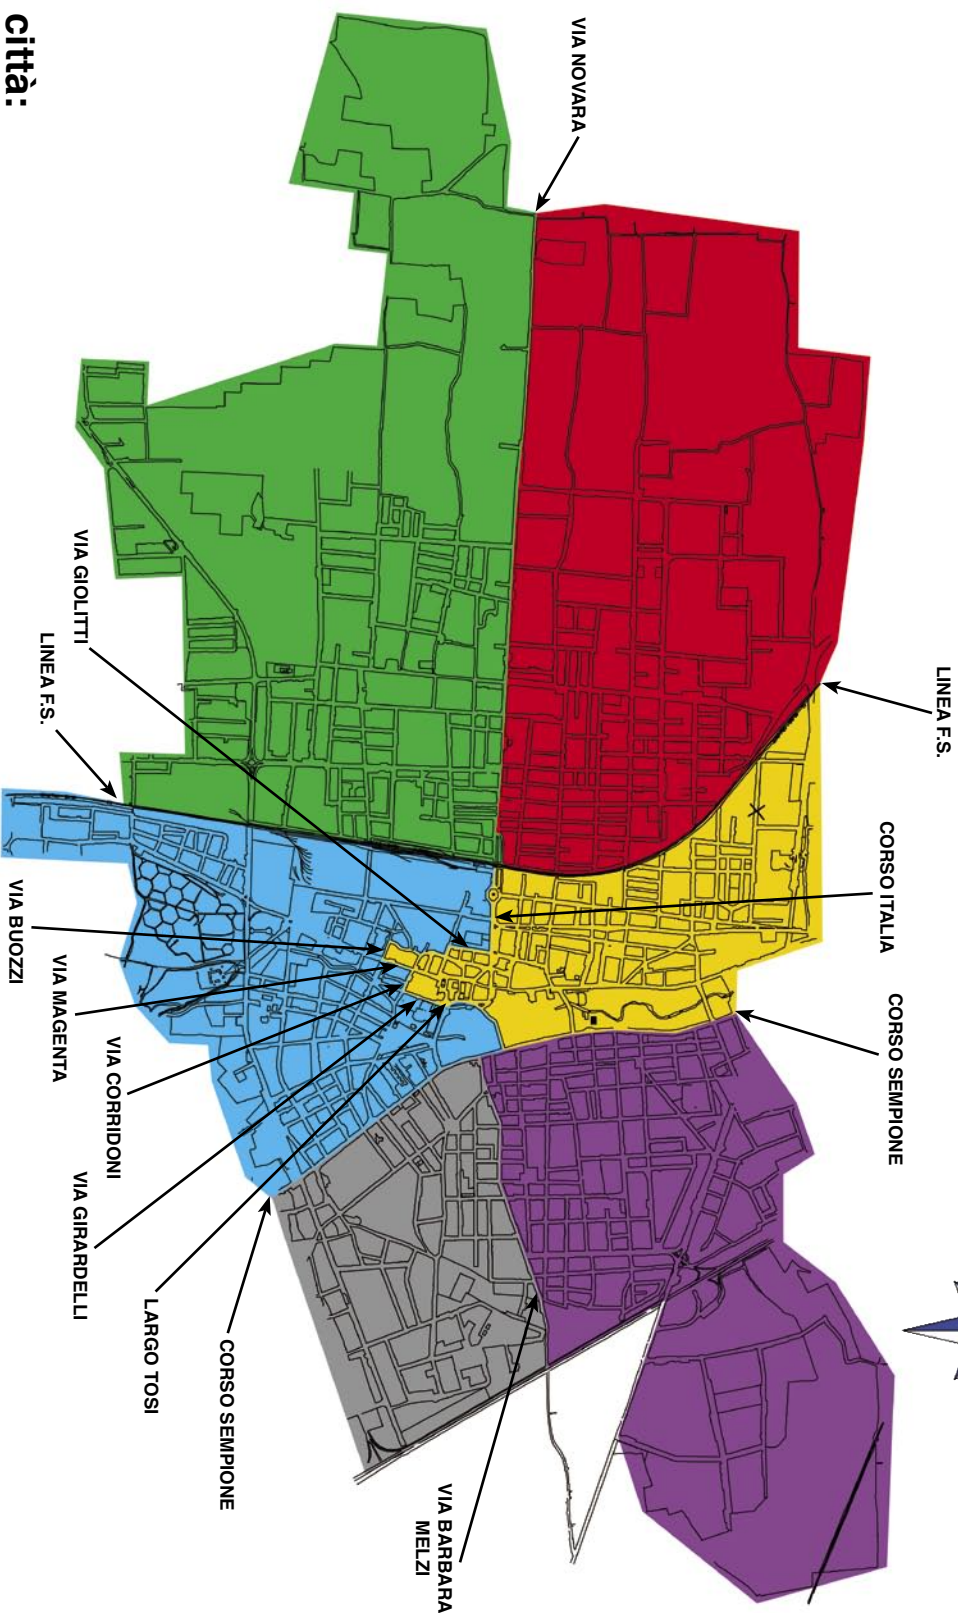 città:
VIA NOVARA
LINEA F.S.
CORSO ITALIA
CORSO SEMPIONE
VIA GIOLITTI
LINEA F.S.
VIA BUOZZI
VIA MAGENTA
VIA CORRIDONI
VIA GIRARDELLI
LARGO TOSI
CORSO SEMPIONE
VIA BARBARA
MELZI